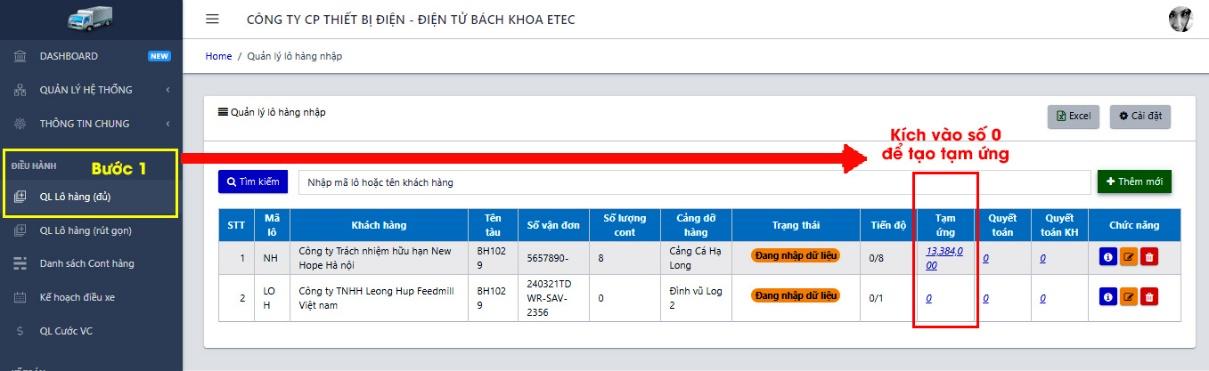 CÔNG TY CP THIẾT BỊ ĐIỆN - ĐIỆN TỬ BÁCH KHOA ETEC
DASHBOARD NEW
QUẢN LÝ HỆ THỐNG
THÔNG TIN CHUNG
ĐIỀU HÀNH
Bước 1
QL Lô hàng (đủ)
QL Lô hàng (rút gọn)
Danh sách Cont hàng
Kế hoạch điều xe
$ QL Cước VC
Home / Quản lý lô hàng nhập
Quản lý lô hàng nhập
Excel
Cài đặt
Kích vào số 0
để tạo tạm ứng
Tìm kiếm
Nhập mã lô hoặc tên khách hàng
+ Thêm mới
STT Mã lô Khách hàng Tên tàu Số vận đơn Số lượng cont Cảng dỡ hàng Trạng thái Tiến độ Tạm ứng Quyết toán Quyết toán KH Chức năng
1 NH Công ty Trách nhiệm hữu hạn New Hope Hà nội BH1029 5657890- 8 Cảng Cá Hạ Long Đang nhập dữ liệu 0/8 13,384,000 0 0
2 LOH Công ty TNHH Leong Hup Feedmill Việt nam BH1029 240321TDWR-SAV-2356 0 Đình vũ Log 2 Đang nhập dữ liệu 0/1 0 0 0